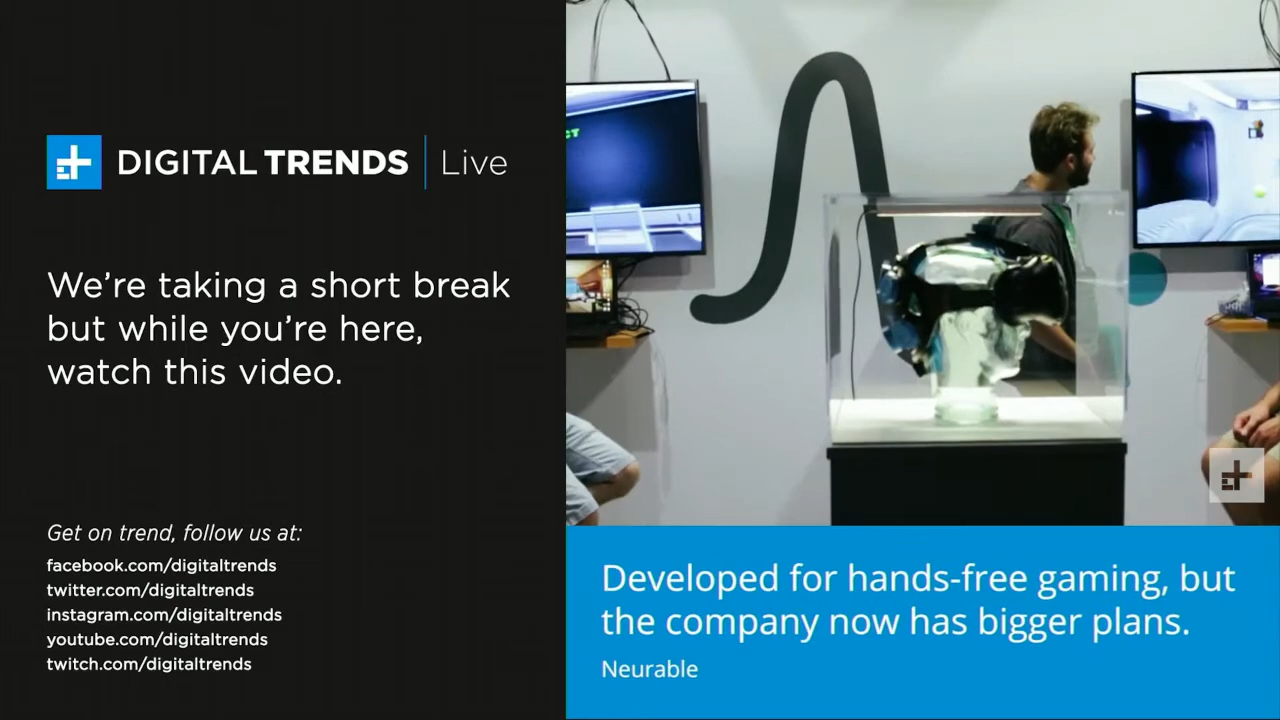 DIGITAL TRENDS | Live
We're taking a short break
but while you're here,
watch this video.
Get on trend, follow us at:
facebook.com/digitaltrends
twitter.com/digitaltrends
instagram.com/digitaltrends
youtube.com/digitaltrends
twitch.com/digitaltrends
CT
Developed for hands-free gaming, but
the company now has bigger plans.
Neurable